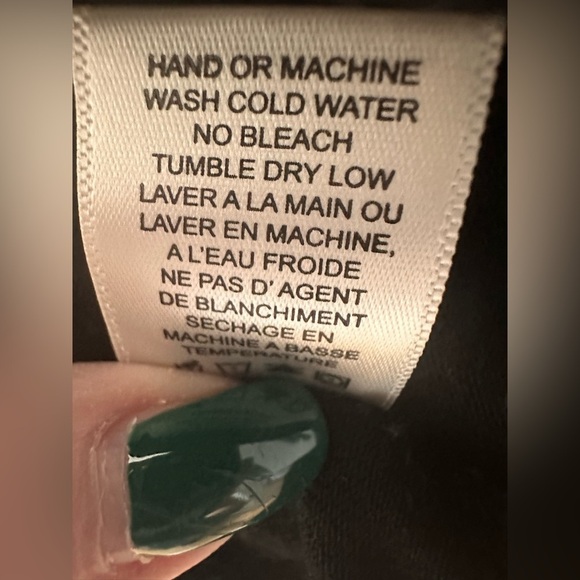 HAND OR MACHINE
WASH COLD WATER
NO BLEACH
TUMBLE DRY LOW
LAVER A LA MAIN OU
LAVER EN MACHINE,
A L'EAU FROIDE
NE PAS D'AGENT
DE BLANCHIMENT
SECHAGE EN
MACHINE A BASSE
TEMPERATURE